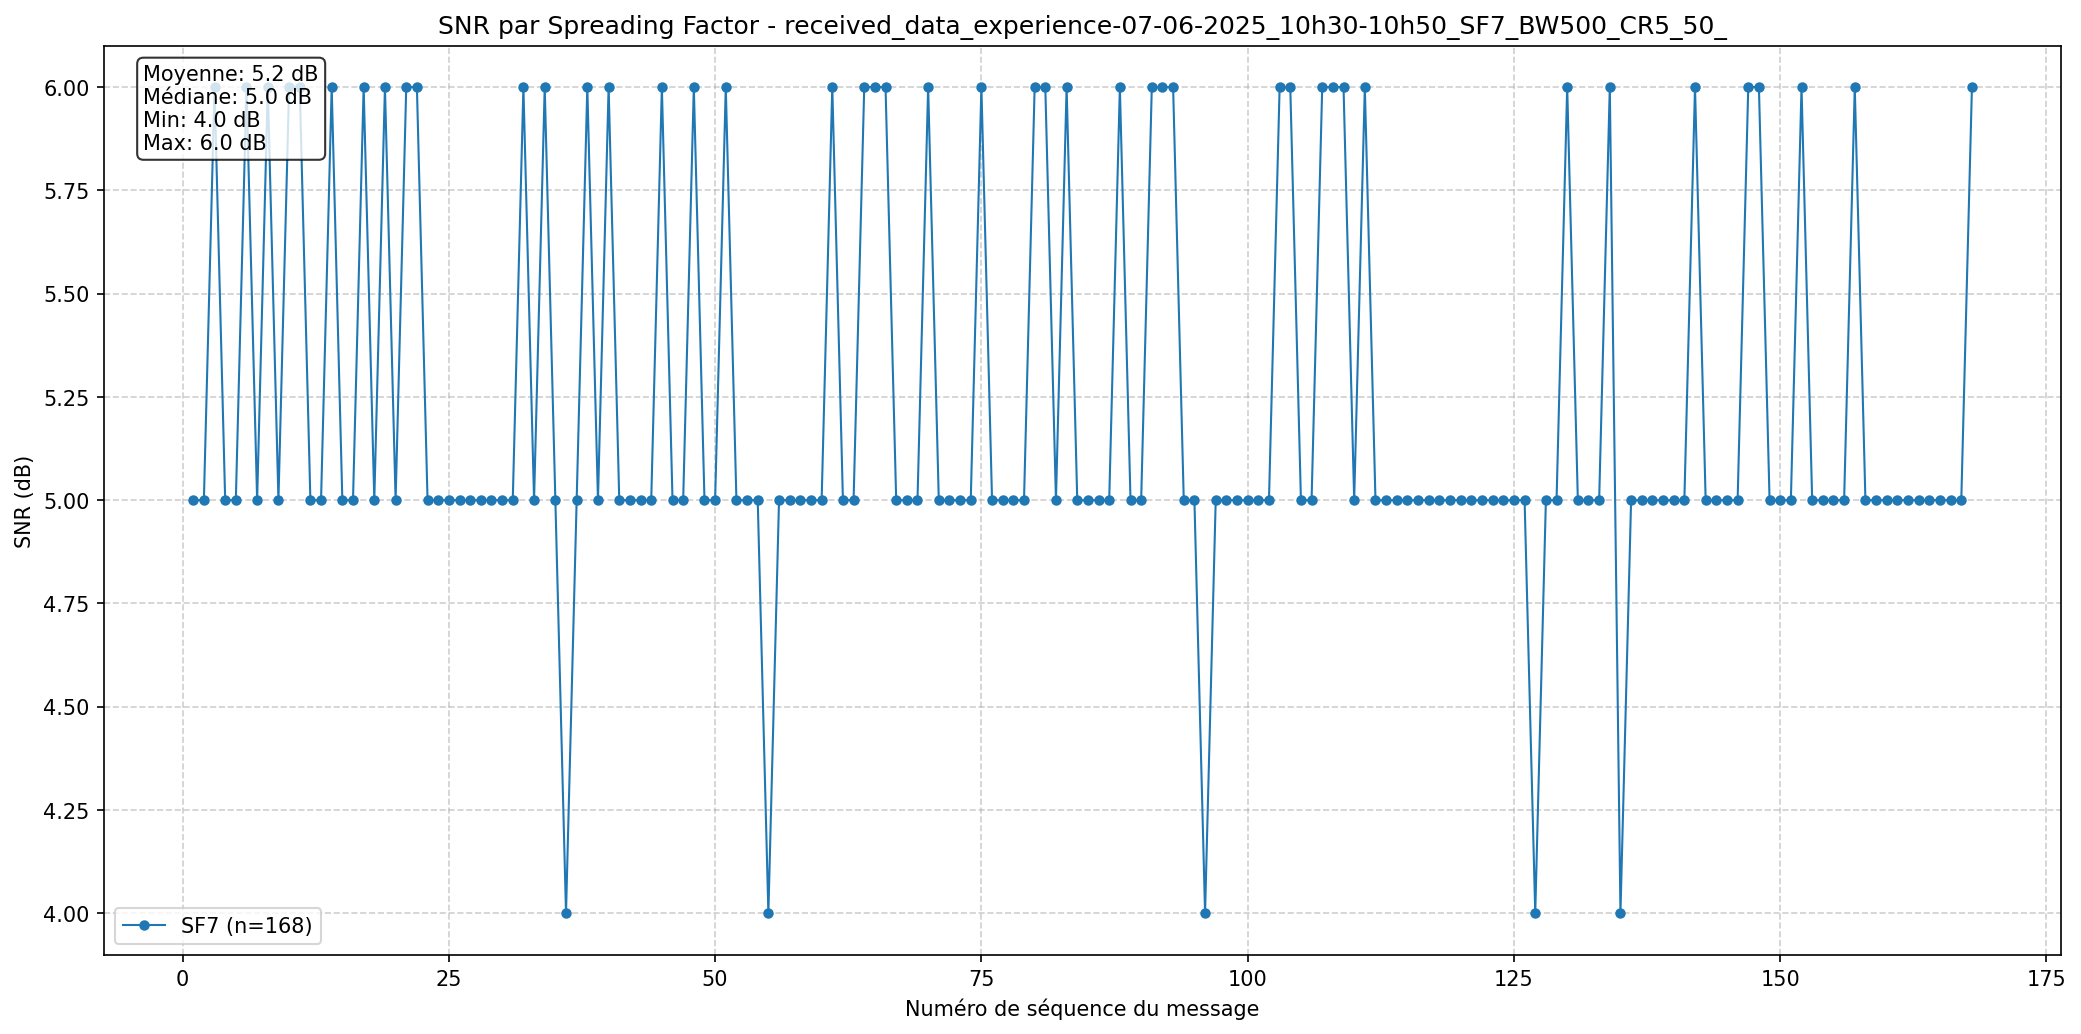 SNR par Spreading Factor - received_data_experience-07-06-2025_10h30-10h50_SF7_BW500_CR5_50_
Moyenne: 5.2 dB
Médiane: 5.0 dB
Min: 4.0 dB
Max: 6.0 dB
6.00
5.75
5.50
5.25
5.00
4.75
4.50
4.25
4.00
SNR (dB)
SF7 (n=168)
0 25 50 75 100 125 150 175
Numéro de séquence du message